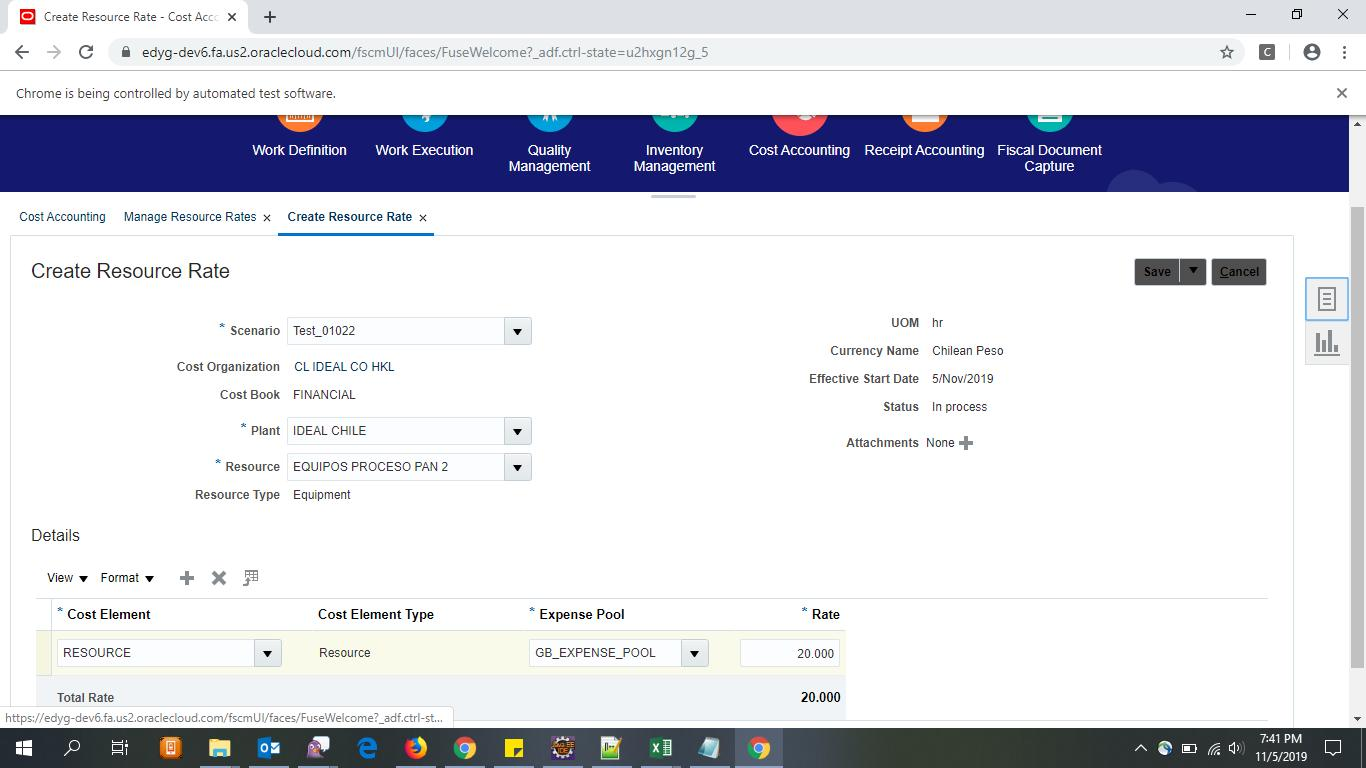 Create Resource Rate - Cost Acco
edyg-dev6.fa.us2.oraclecloud.com/fscmUI/faces/FuseWelcome?_adf.ctrl-state=u2hxgn12g_5
C
Chrome is being controlled by automated test software.
Work Definition
Work Execution
Quality Management
Inventory Management
Cost Accounting
Receipt Accounting
Fiscal Document Capture
Cost Accounting
Manage Resource Rates
Create Resource Rate
Create Resource Rate
Save
Cancel
* Scenario Test_01022
Cost Organization CL IDEAL CO HKL
Cost Book FINANCIAL
* Plant IDEAL CHILE
* Resource EQUIPOS PROCESO PAN 2
Resource Type Equipment
UOM hr
Currency Name Chilean Peso
Effective Start Date 5/Nov/2019
Status In process
Attachments None
Details
View Format
* Cost Element Cost Element Type * Expense Pool * Rate
RESOURCE Resource GB_EXPENSE_POOL 20.000
Total Rate 20.000
https://edyg-dev6.fa.us2.oraclecloud.com/fscmUI/faces/FuseWelcome?_adf.ctrl-st...
7:41 PM
11/5/2019